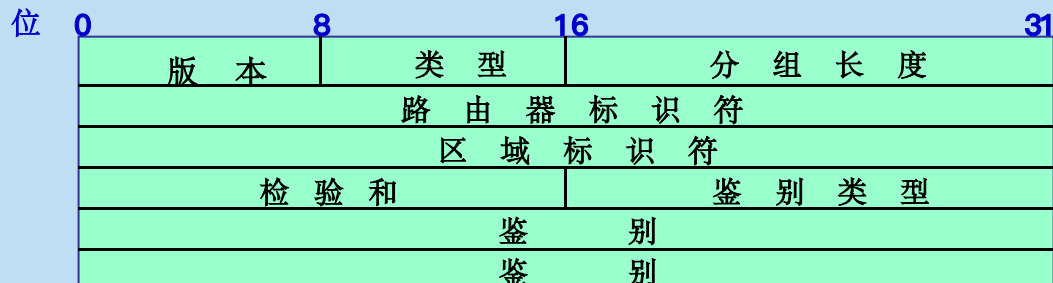 位 0 8 16 31
版 本 类 型 分 组 长 度
路 由 器 标 识 符
区 域 标 识 符
检 验 和 鉴 别 类 型
鉴 别
鉴 别